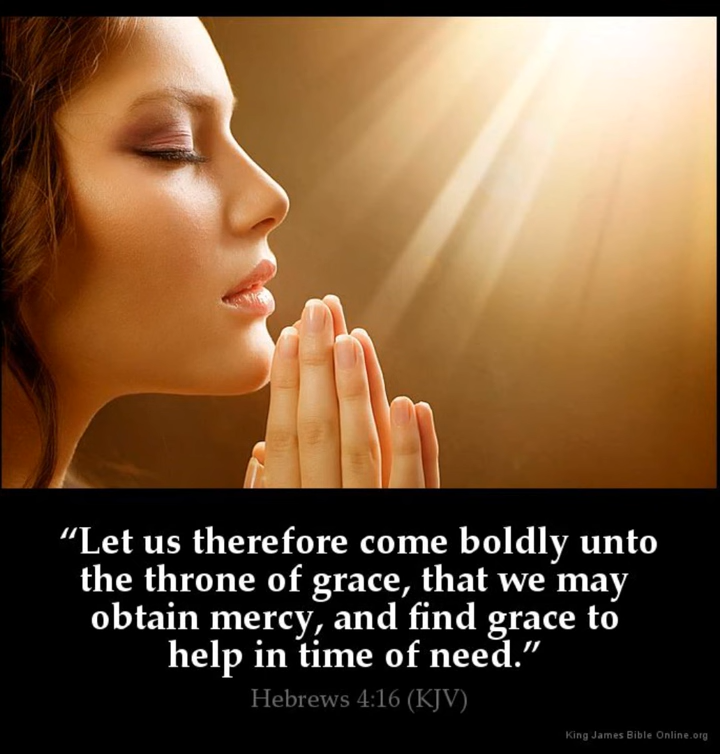 “Let us therefore come boldly unto
the throne of grace, that we may
obtain mercy, and find grace to
help in time of need.”
Hebrews 4:16 (KJV)
King James Bible Online.org